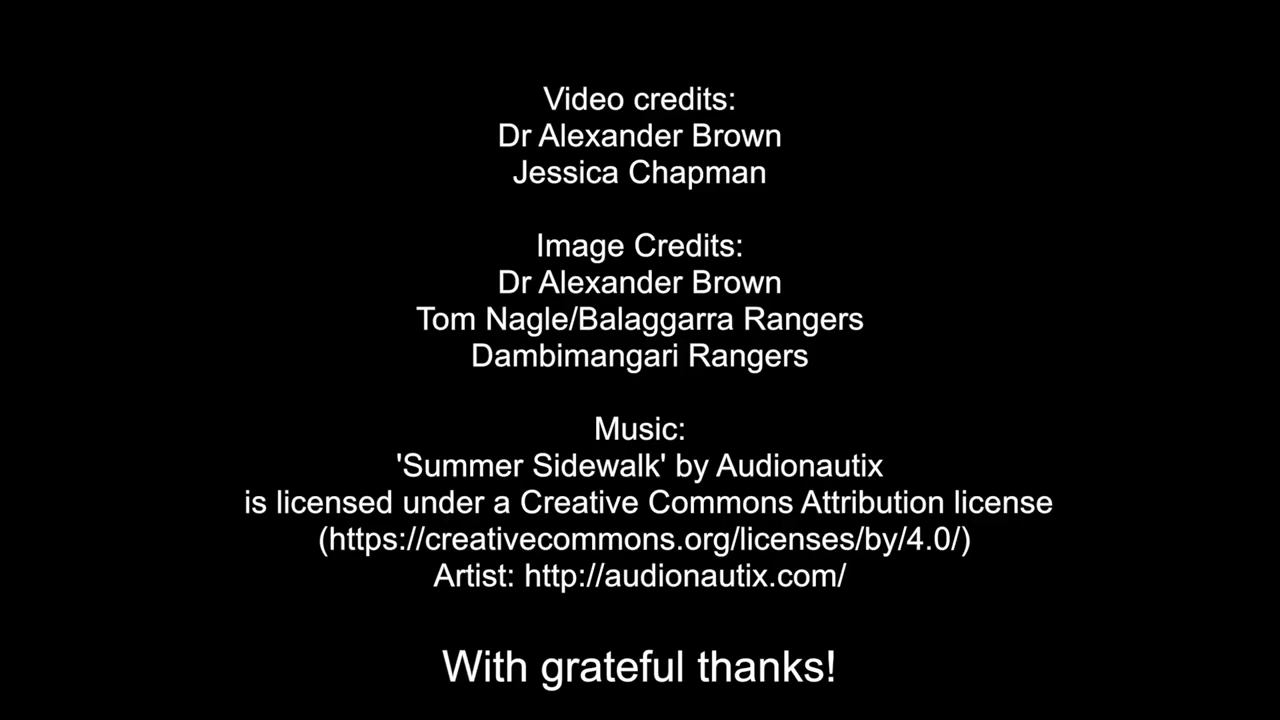 Video credits:
Dr Alexander Brown
Jessica Chapman
Image Credits:
Dr Alexander Brown
Tom Nagle/Balaggarra Rangers
Dambimangari Rangers
Music:
'Summer Sidewalk' by Audionautix
is licensed under a Creative Commons Attribution license
(https://creativecommons.org/licenses/by/4.0/)
Artist: http://audionautix.com/
With grateful thanks!